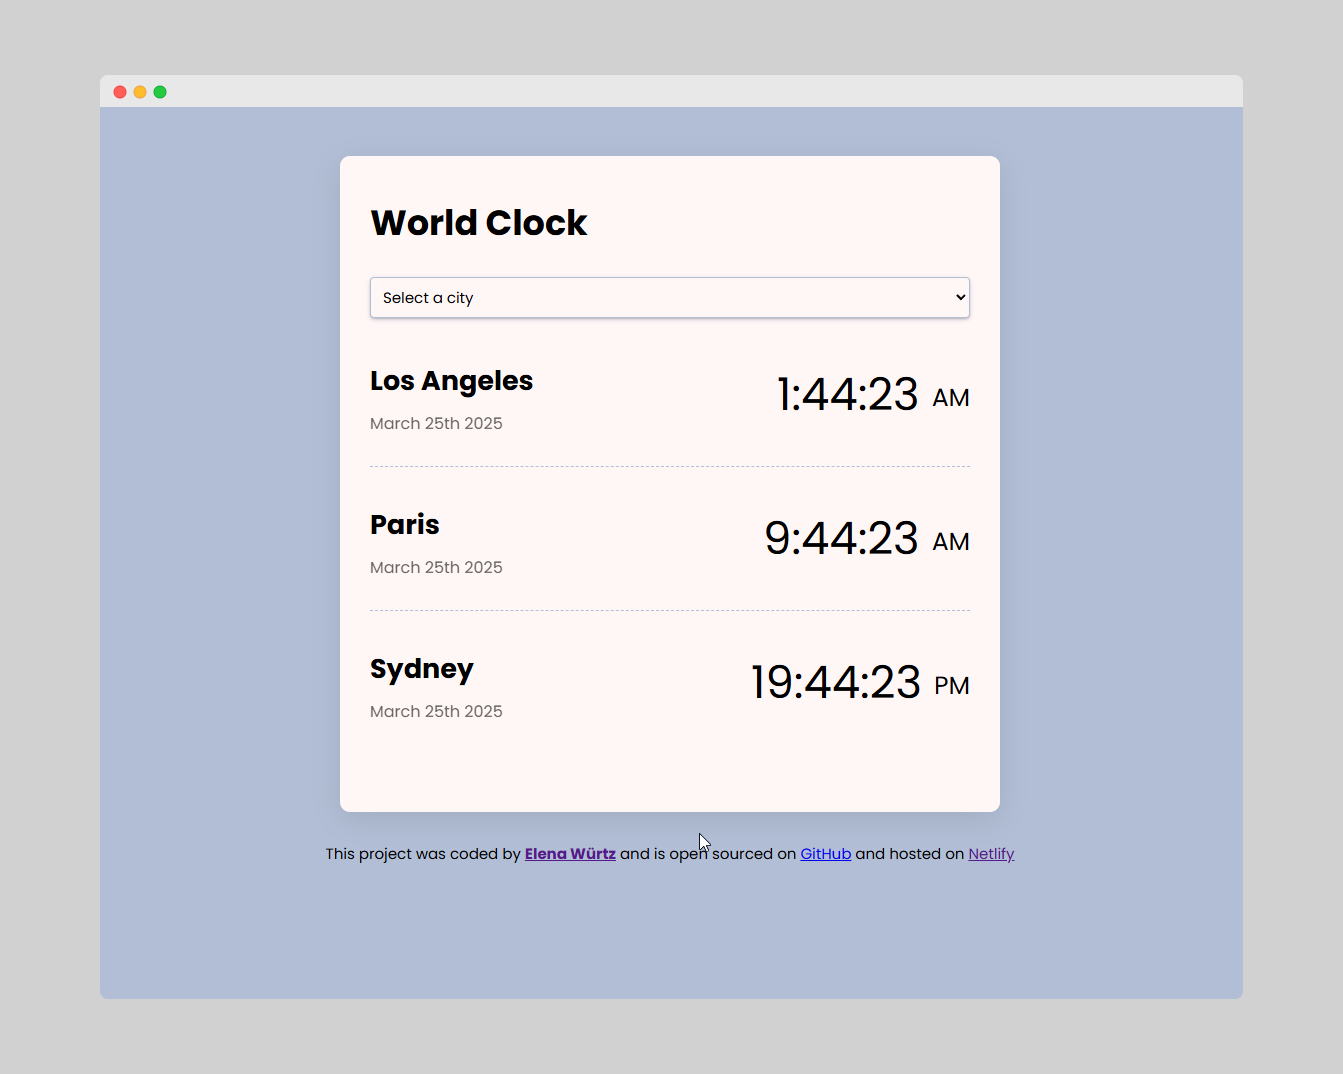 World Clock
Select a city
Los Angeles
1:44:23 AM
March 25th 2025
Paris
9:44:23 AM
March 25th 2025
Sydney
19:44:23 PM
March 25th 2025
This project was coded by Elena Würtz and is open sourced on GitHub and hosted on Netlify